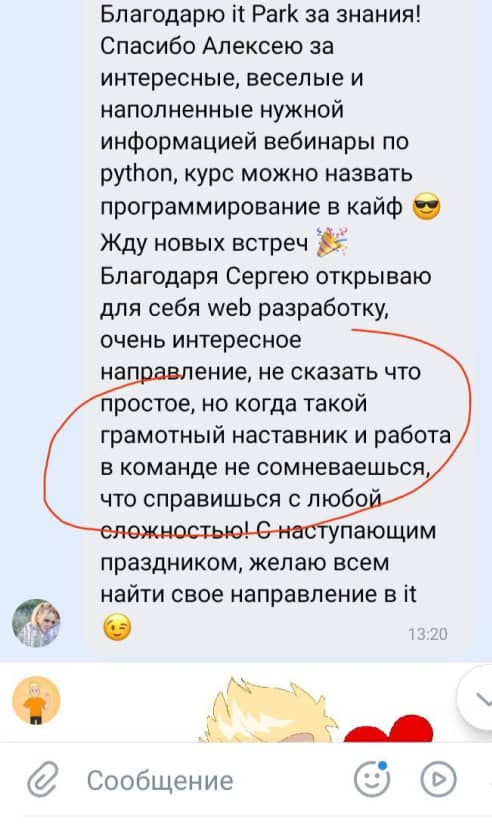 Благодарю it Park за знания!
Спасибо Алексею за
интересные, веселые и
наполненные нужной
информацией вебинары по
python, курс можно назвать
программирование в кайф 😎
Жду новых встреч 🎉
Благодаря Сергею открываю
для себя web разработку,
очень интересное
направление, не сказать что
простое, но когда такой
грамотный наставник и работа
в команде не сомневаешься,
что справишься с любой
сложностью! С наступающим
праздником, желаю всем
найти свое направление в it
😉 13:20
Сообщение